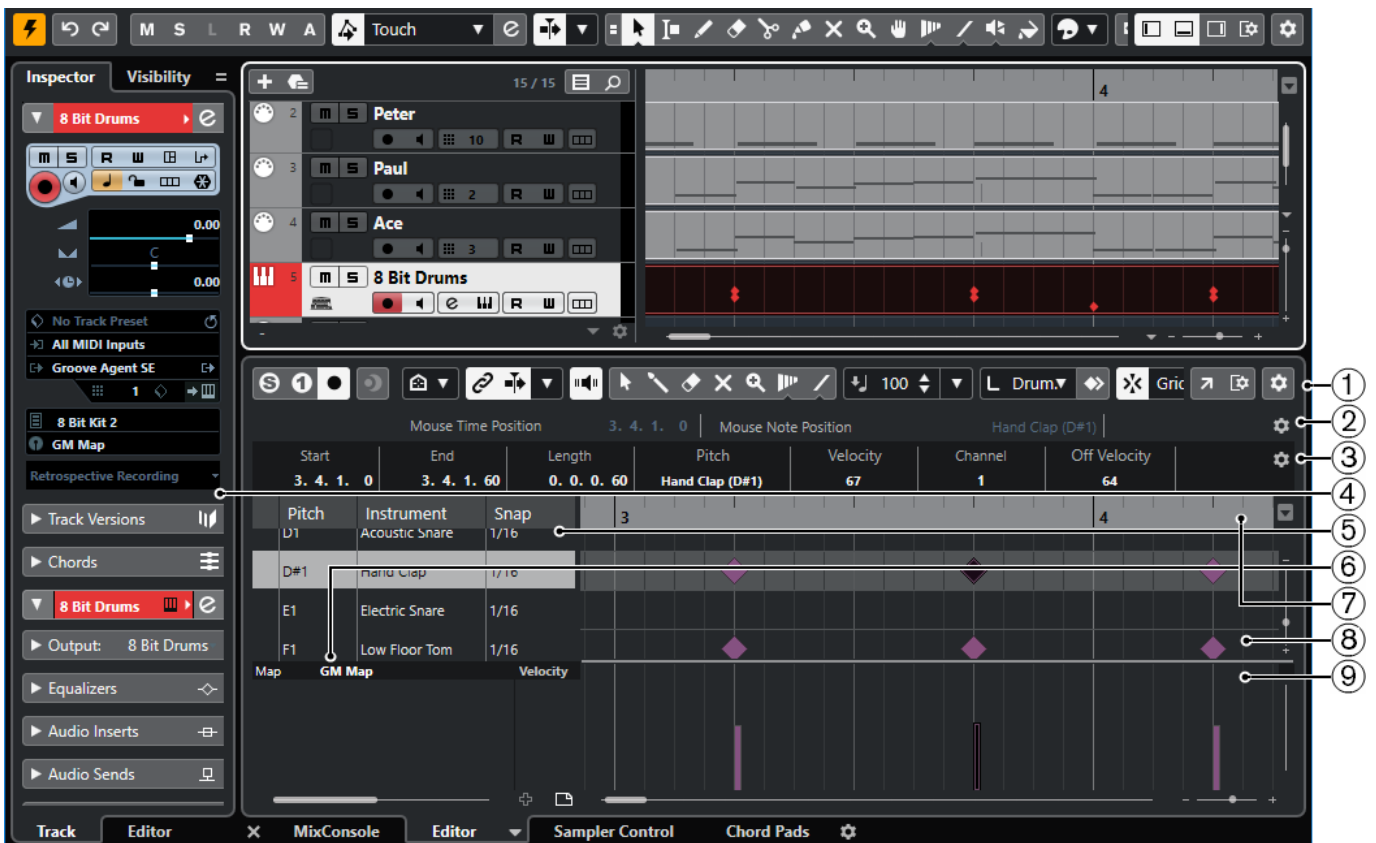 M S L R W A Touch
Inspector Visibility
15 / 15
4
8 Bit Drums
2 m S Peter
10 R W
m S R W
3 m S Paul
2 R W
0.00
4 m S Ace
C
3 R W
0.00
5 m S 8 Bit Drums
R W
No Track Preset
All MIDI Inputs
Groove Agent SE
1
8 Bit Kit 2
GM Map
Retrospective Recording
Track Versions
Chords
8 Bit Drums
Output: 8 Bit Drums
Equalizers
Audio Inserts
Audio Sends
Track Editor
S 1 100 L Drum. Gric
Mouse Time Position 3. 4. 1. 0 Mouse Note Position Hand Clap (D#1)
Start End Length Pitch Velocity Channel Off Velocity
3. 4. 1. 0 3. 4. 1. 60 0. 0. 0. 60 Hand Clap (D#1) 67 1 64
Pitch Instrument Snap 3 4
D1 Acoustic Snare 1/16
D#1 Hand Clap 1/16
E1 Electric Snare 1/16
F1 Low Floor Tom 1/16
Map GM Map Velocity
MixConsole Editor Sampler Control Chord Pads
1
2
3
4
5
6
7
8
9